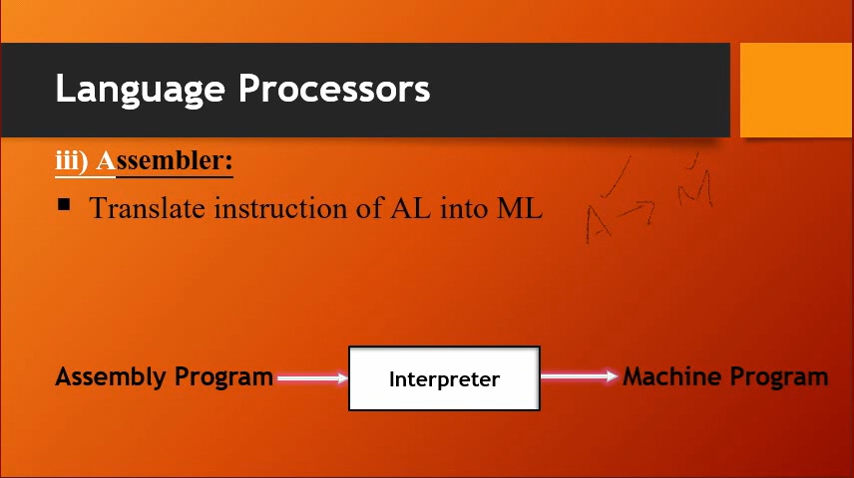 Language Processors
iii) Assembler:
▪ Translate instruction of AL into ML
A → M
Assembly Program
Interpreter
Machine Program